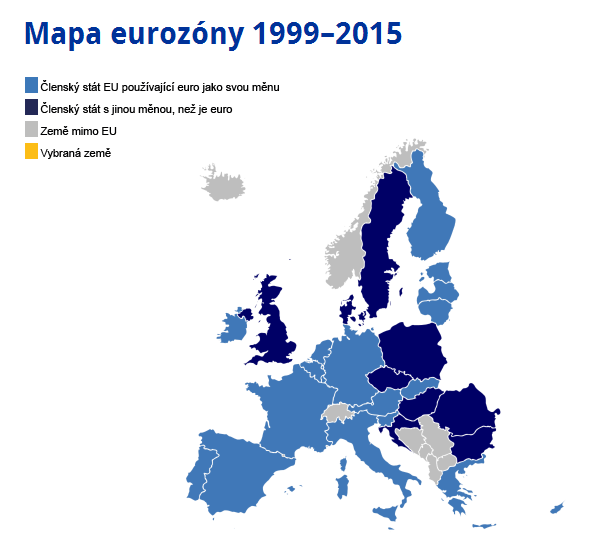 Mapa eurozóny 1999–2015
Členský stát EU používající euro jako svou měnu
Členský stát s jinou měnou, než je euro
Země mimo EU
Vybraná země